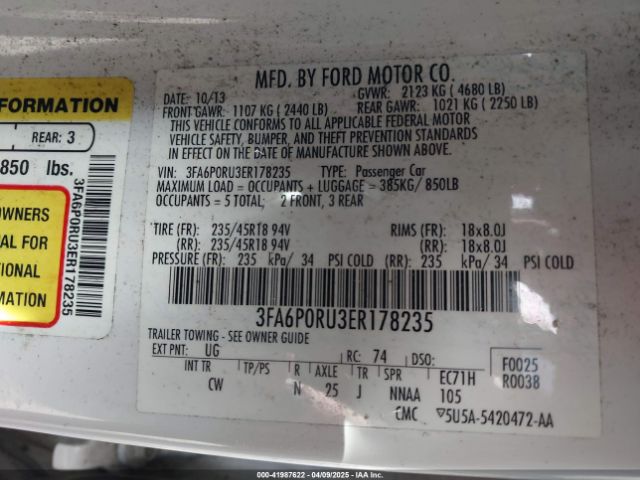 FORMATION
REAR: 3
850 lbs.
OWNERS
UAL FOR
TIONAL
RMATION
3FA6P0RU3ER178235
MFD. BY FORD MOTOR CO.
DATE: 10/13 GVWR: 2123 KG ( 4680 LB)
FRONT GAWR: 1107 KG ( 2440 LB) REAR GAWR: 1021 KG ( 2250 LB)
THIS VEHICLE CONFORMS TO ALL APPLICABLE FEDERAL MOTOR
VEHICLE SAFETY, BUMPER, AND THEFT PREVENTION STANDARDS
IN EFFECT ON THE DATE OF MANUFACTURE SHOWN ABOVE.
VIN: 3FA6P0RU3ER178235 TYPE: Passenger Car
MAXIMUM LOAD = OCCUPANTS + LUGGAGE = 385KG/ 850LB
OCCUPANTS = 5 TOTAL, 2 FRONT, 3 REAR
TIRE (FR): 235/45R18 94V RIMS (FR): 18x8.0J
(RR): 235/45R18 94V (RR): 18x8.0J
PRESSURE (FR): 235 kPa/ 34 PSI COLD (RR): 235 kPa/ 34 PSI COLD
3FA6P0RU3ER178235
TRAILER TOWING - SEE OWNER GUIDE
EXT PNT: UG RC: 74 DSO: F0025
INT TR TP/PS R AXLE TR SPR EC71H R0038
CW N 25 J NNAA 105
CMC ▽5U5A-5420472-AA
000-41987622 - 04/09/2025 - IAAI.COM